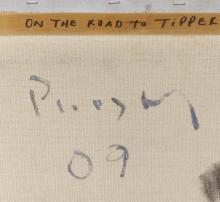 ON THE ROAD to TIPPER
09